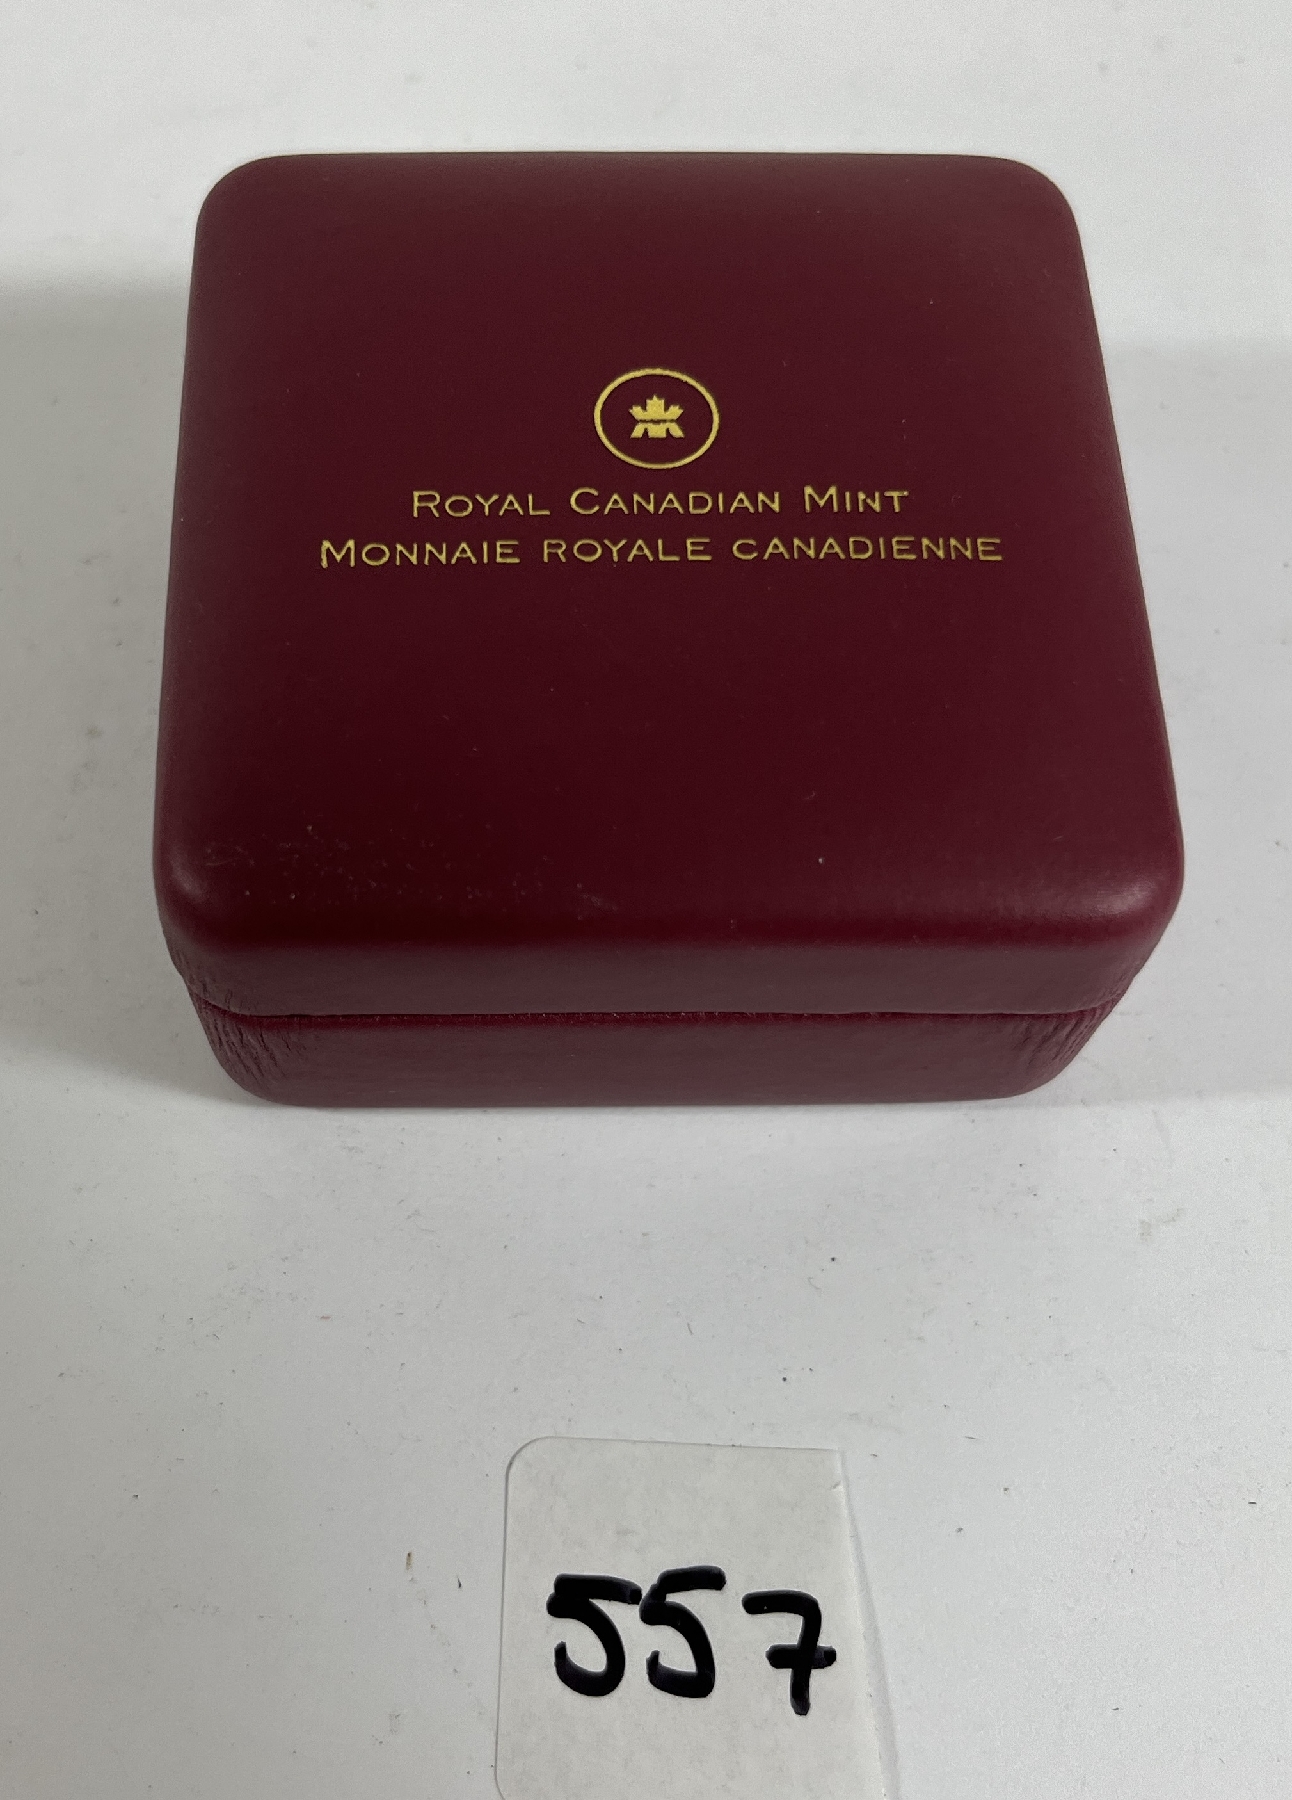 ROYAL CANADIAN MINT
MONNAIE ROYALE CANADIENNE
557